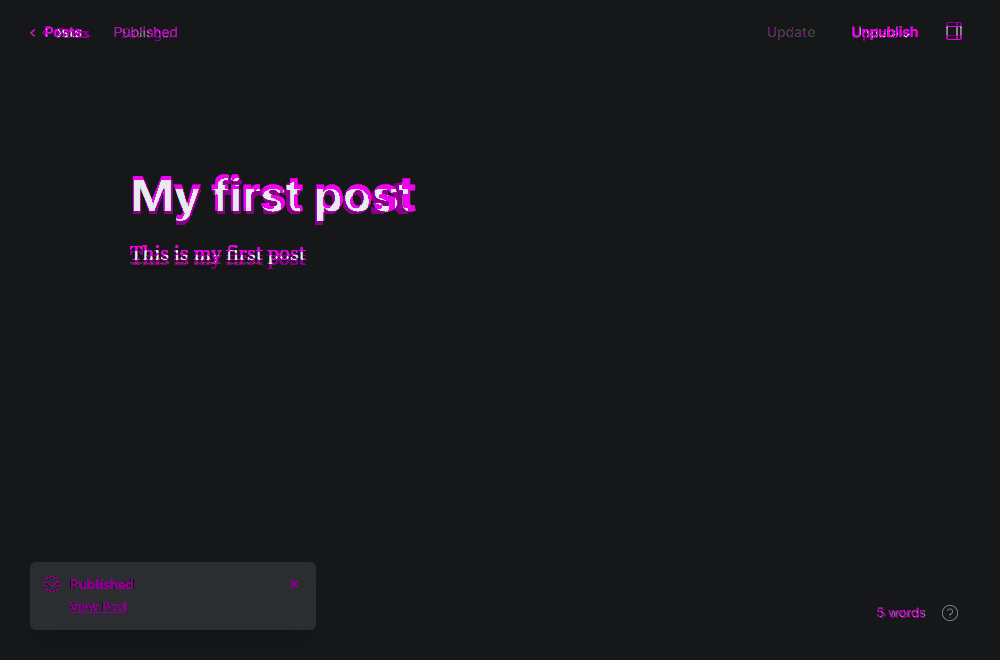 Posts Published Update Unpublish
My first post
This is my first post
Published
View Post
5 words